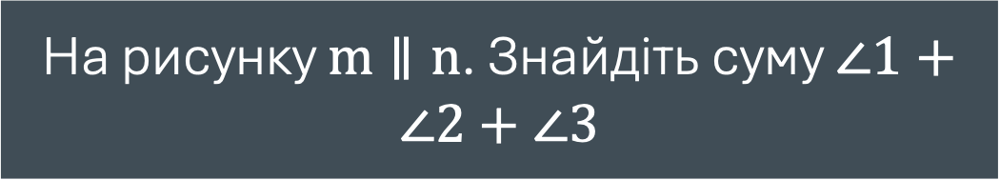 На рисунку m ∥ n. Знайдіть суму ∠1 +
∠2 + ∠3